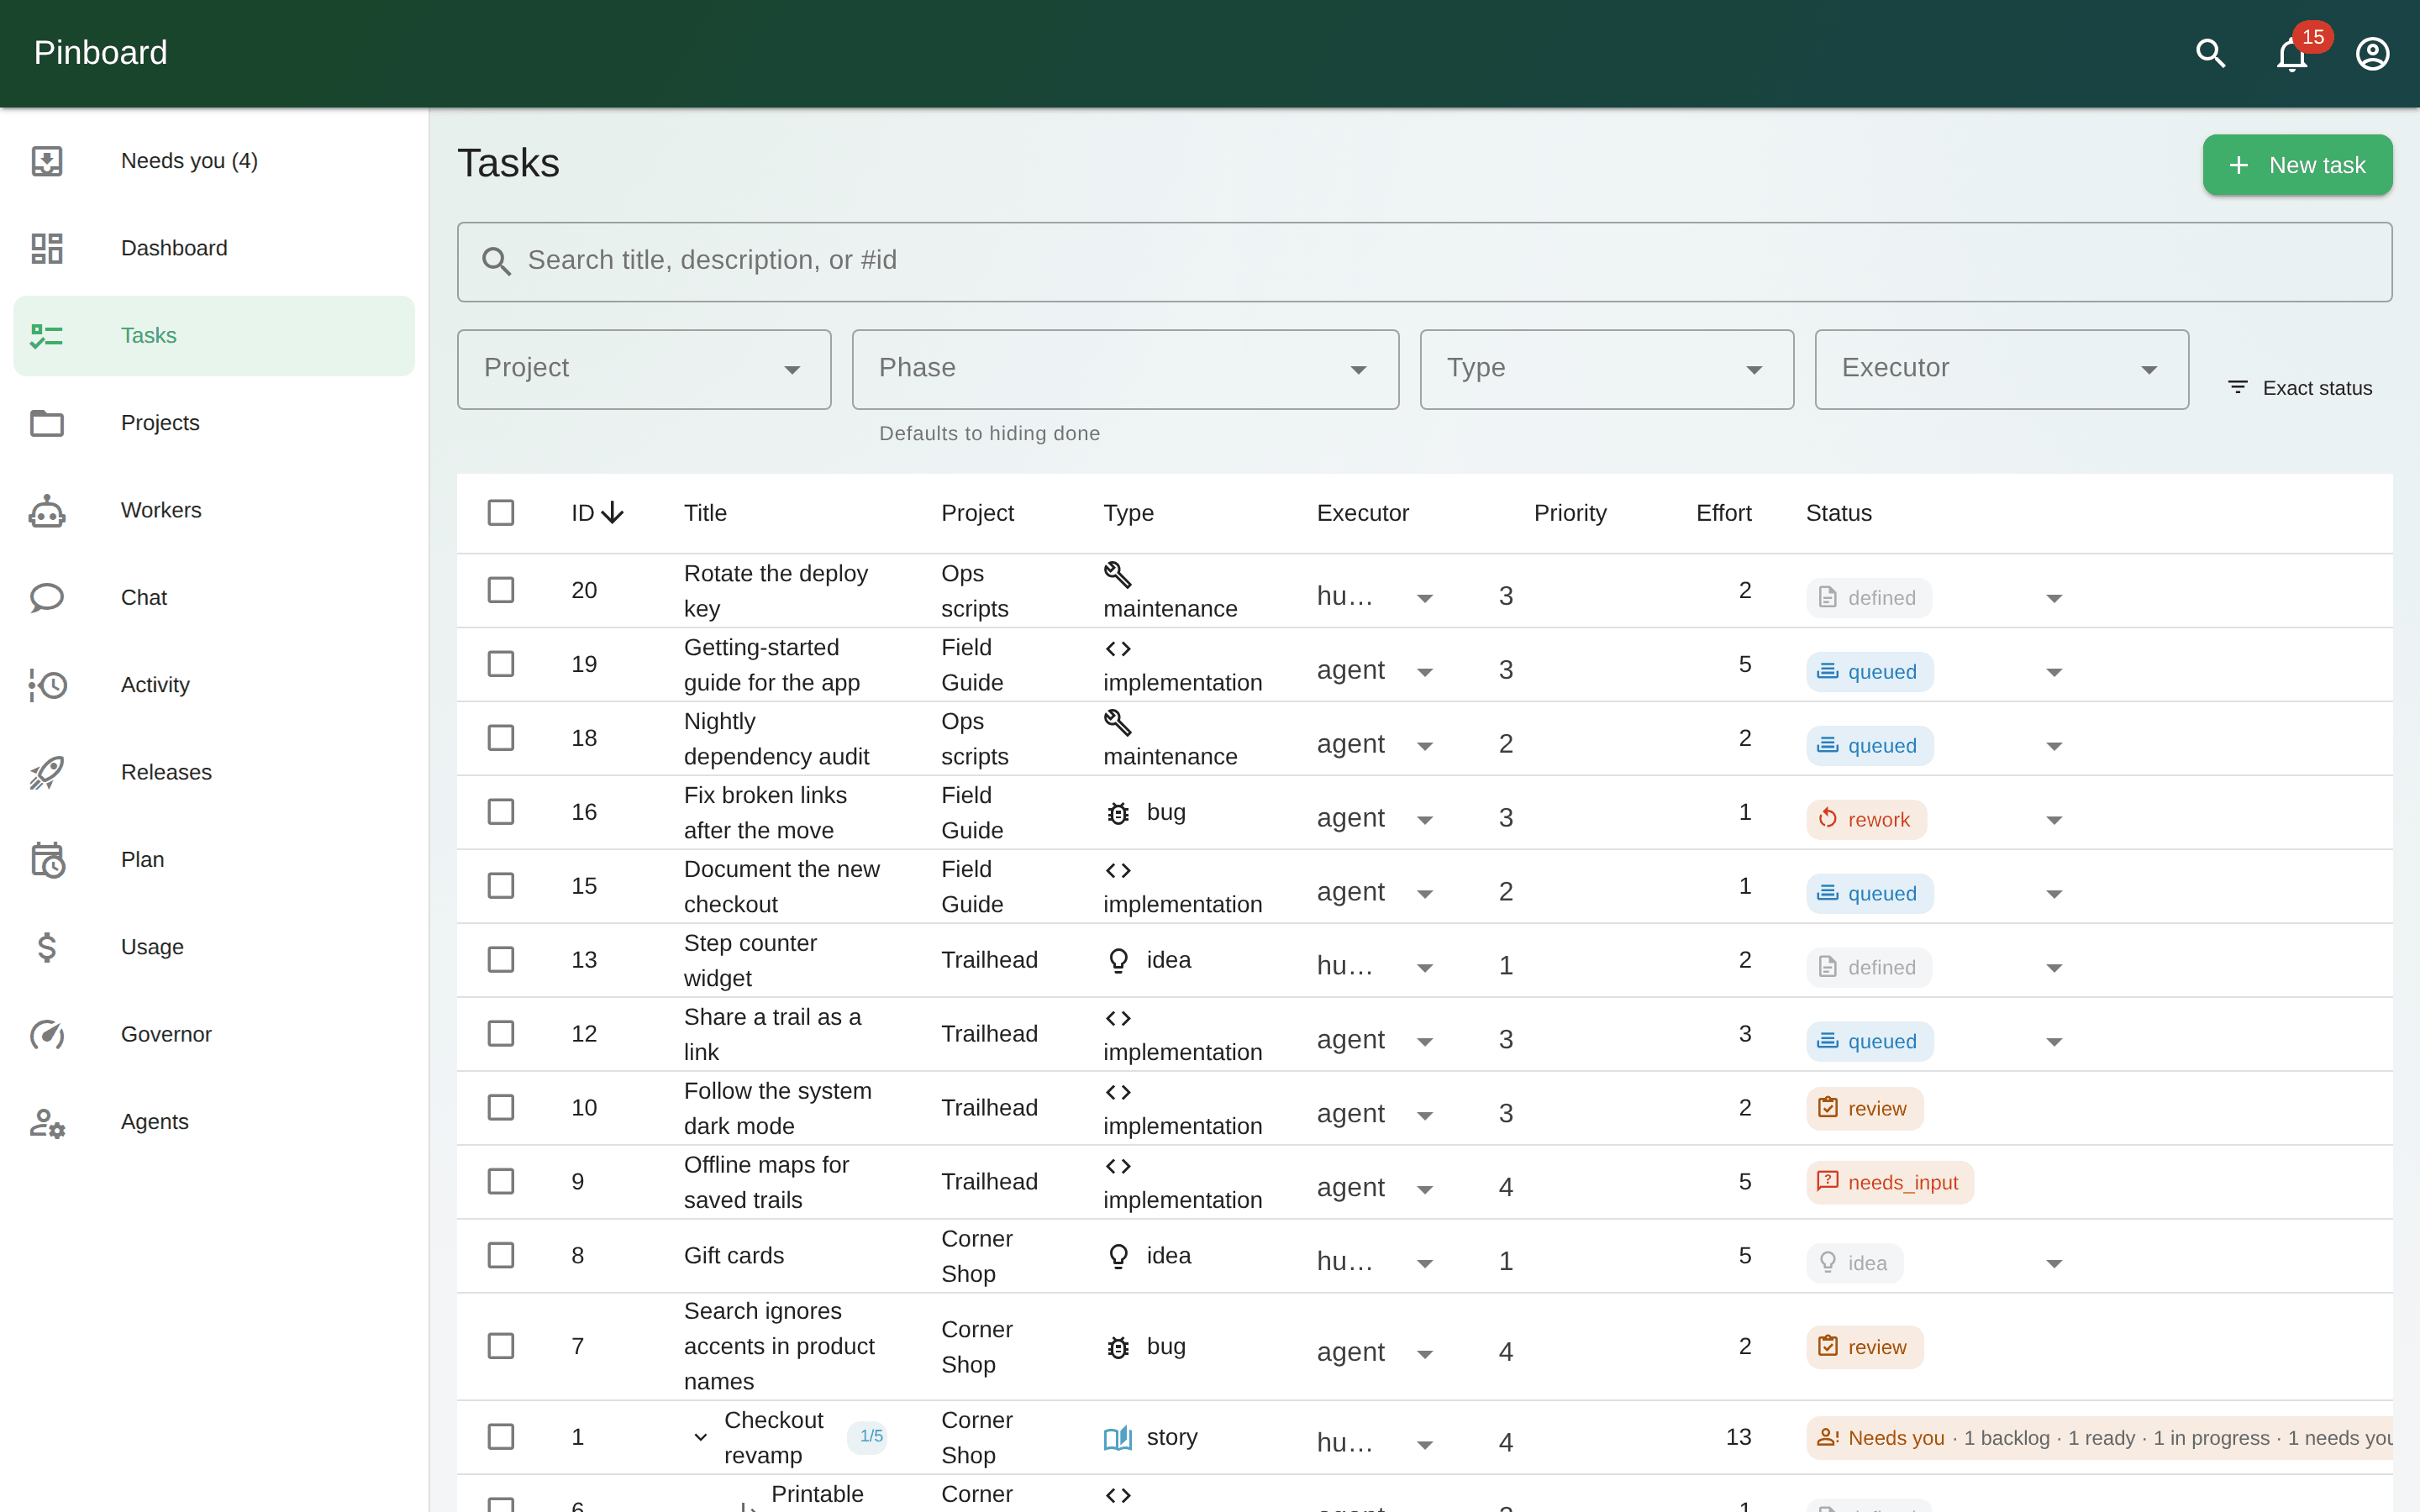 Pinboard
15
Needs you (4)
Dashboard
Tasks
Projects
Workers
Chat
Activity
Releases
Plan
Usage
Governor
Agents
Tasks
New task
Search title, description, or #id
Project
Phase
Type
Executor
Exact status
Defaults to hiding done
ID Title Project Type Executor Priority Effort Status
20 Rotate the deploy key Ops scripts maintenance hu... 3 2 defined
19 Getting-started guide for the app Field Guide implementation agent 3 5 queued
18 Nightly dependency audit Ops scripts maintenance agent 2 2 queued
16 Fix broken links after the move Field Guide bug agent 3 1 rework
15 Document the new checkout Field Guide implementation agent 2 1 queued
13 Step counter widget Trailhead idea hu... 1 2 defined
12 Share a trail as a link Trailhead implementation agent 3 3 queued
10 Follow the system dark mode Trailhead implementation agent 3 2 review
9 Offline maps for saved trails Trailhead implementation agent 4 5 needs_input
8 Gift cards Corner Shop idea hu... 1 5 idea
7 Search ignores accents in product names Corner Shop bug agent 4 2 review
1 Checkout revamp 1/5 Corner Shop story hu... 4 13 Needs you · 1 backlog · 1 ready · 1 in progress · 1 needs you
6 Printable Corner